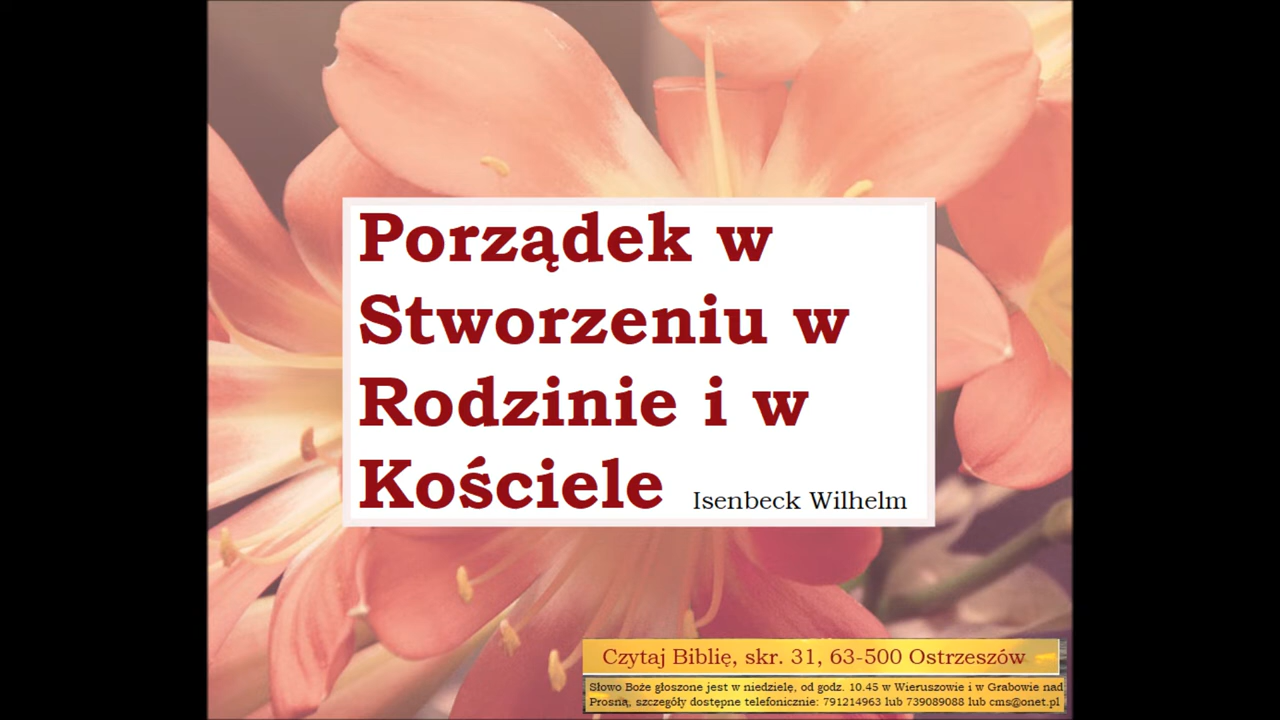 Porządek w
Stworzeniu w
Rodzinie i w
Kościele Isenbeck Wilhelm
Czytaj Biblię, skr. 31, 63-500 Ostrzeszów
Słowo Boże głoszone jest w niedzielę, od godz. 10.45 w Wieruszowie i w Grabowie nad
Prosną, szczegóły dostępne telefonicznie: 791214963 lub 739089088 lub cms@onet.pl